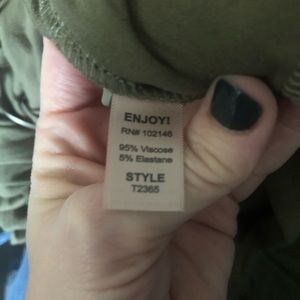 ENJOY!
RN# 102146
95% Viscose
5% Elastane
STYLE
T2365